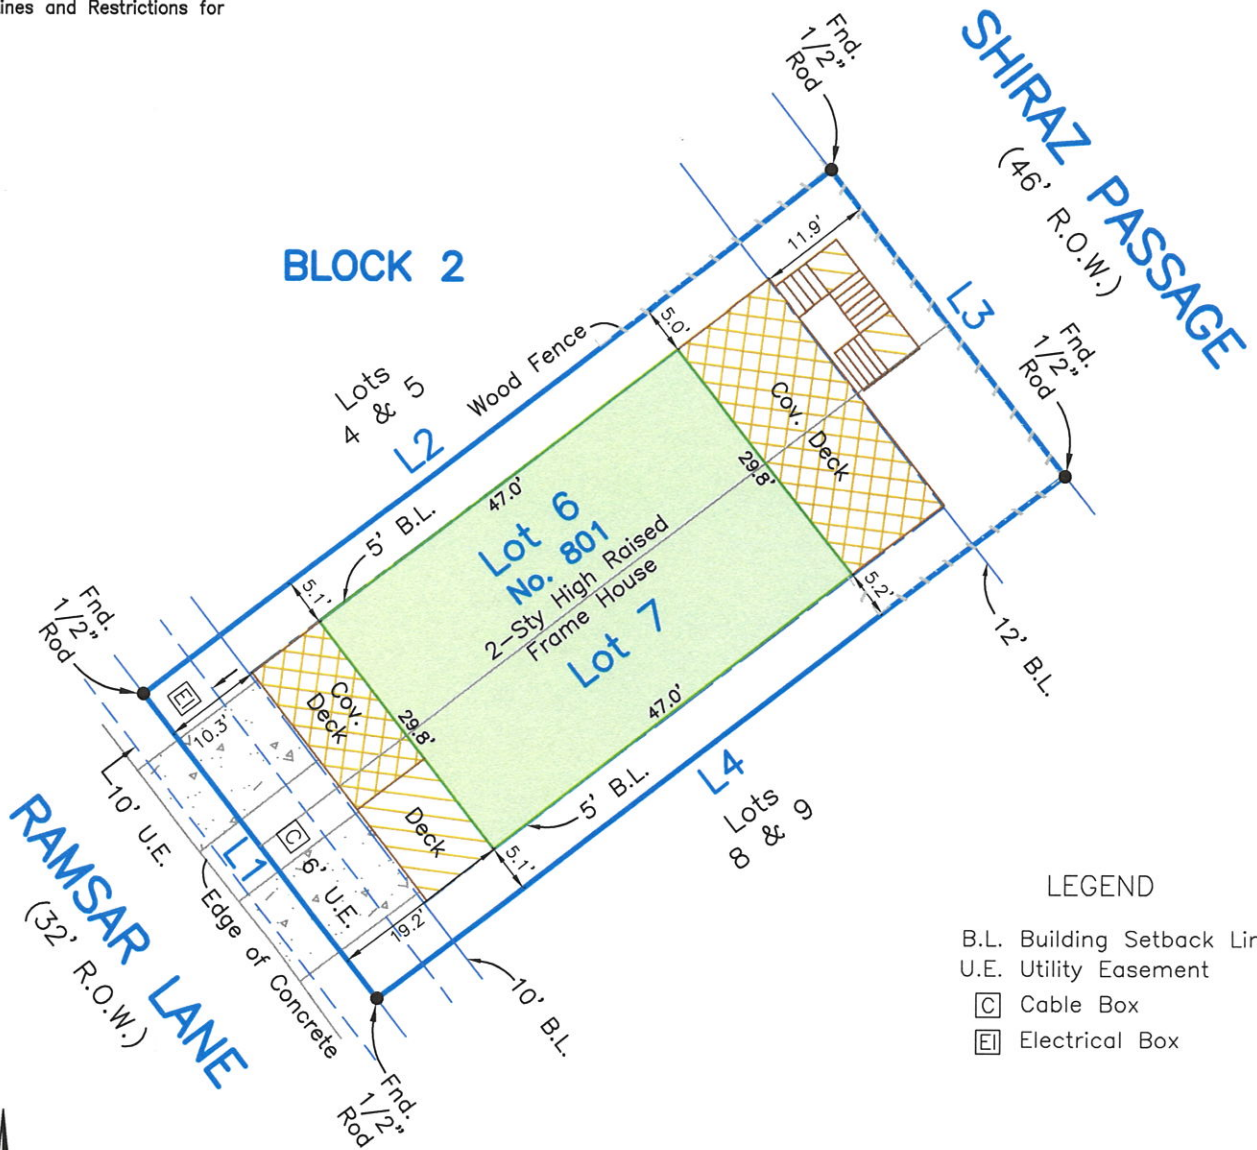 ines and Restrictions for
Fnd.
1/2"
Rod
SHIRAZ PASSAGE
(46' R.O.W.)
BLOCK 2
11.9'
L3
5.0'
Wood Fence
Lots
4 & 5
L2
Fnd.
1/2"
Rod
Cov. Deck
29.8'
47.0'
5' B.L.
Lot 6
No. 801
2-Sty High Raised
Frame House
Lot 7
5.1'
5.2'
12' B.L.
Fnd.
1/2"
Rod
EI
Cov.
Deck
29.8'
47.0'
10.3'
10' U.E.
L1
C
6' U.E.
Deck
5' B.L.
L4
Lots
8 & 9
5.1'
19.2'
RAMSAR LANE
(32' R.O.W.)
Edge of Concrete
10' B.L.
Fnd.
1/2"
Rod
LEGEND
B.L. Building Setback Lin
U.E. Utility Easement
C Cable Box
EI Electrical Box